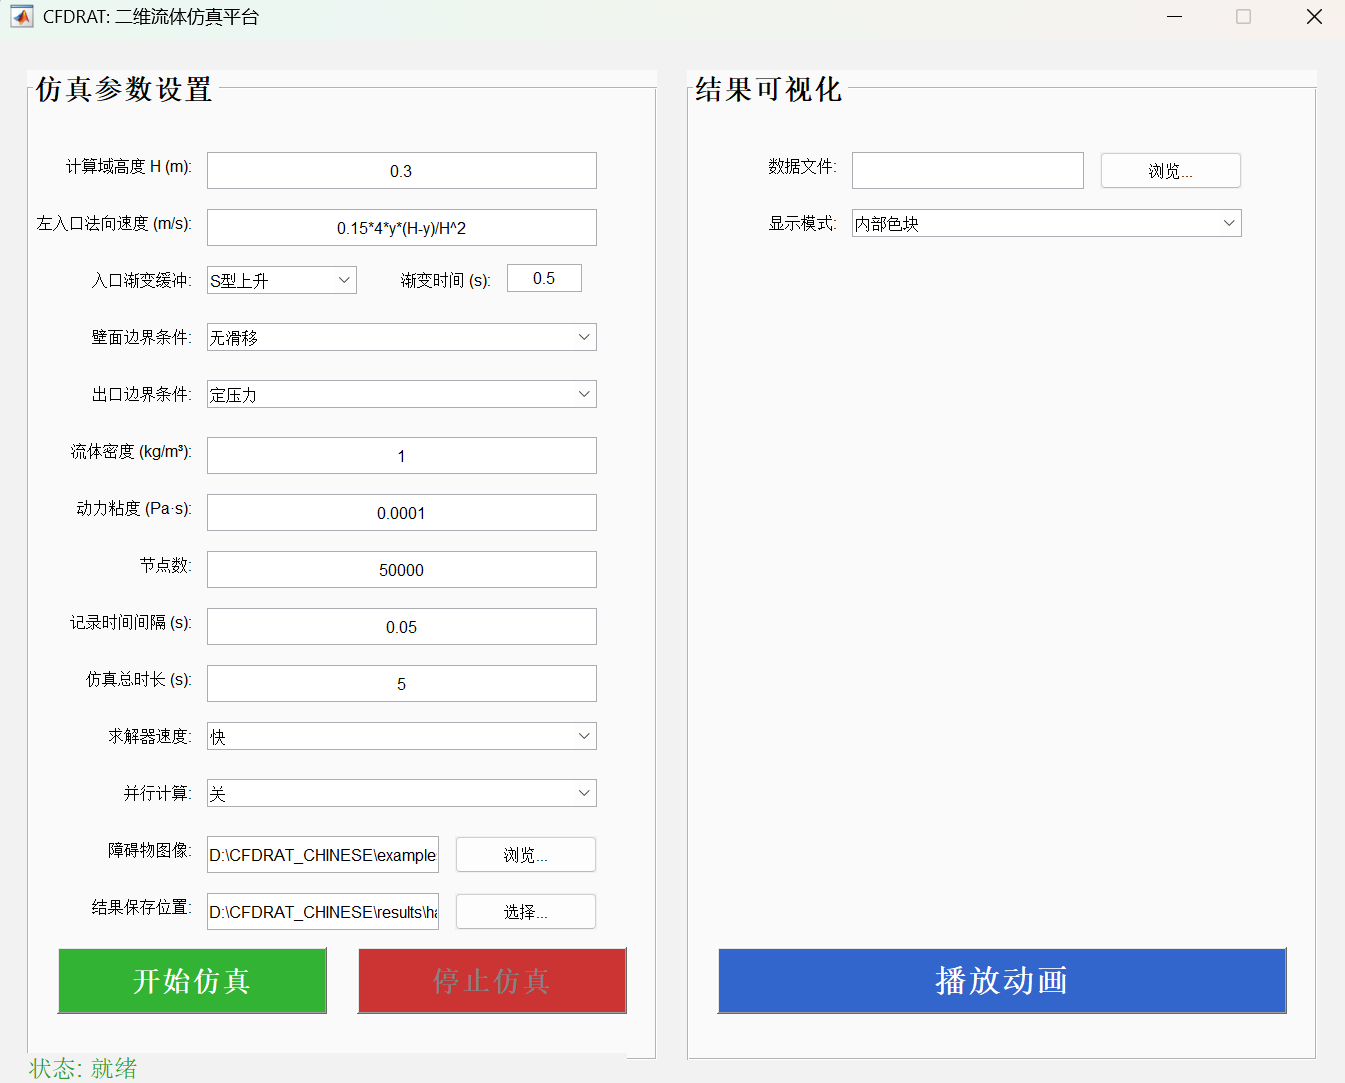 CFDRAT: 二维流体仿真平台
仿真参数设置
计算域高度 H (m): 0.3
左入口法向速度 (m/s): 0.15*4*y*(H-y)/H^2
入口渐变缓冲: S型上升 渐变时间 (s): 0.5
壁面边界条件: 无滑移
出口边界条件: 定压力
流体密度 (kg/m³): 1
动力粘度 (Pa·s): 0.0001
节点数: 50000
记录时间间隔 (s): 0.05
仿真总时长 (s): 5
求解器速度: 快
并行计算: 关
障碍物图像: D:\CFDRAT_CHINESE\example 浏览...
结果保存位置: D:\CFDRAT_CHINESE\results\ha 选择...
开始仿真 停止仿真
状态: 就绪
结果可视化
数据文件: 浏览...
显示模式: 内部色块
播放动画